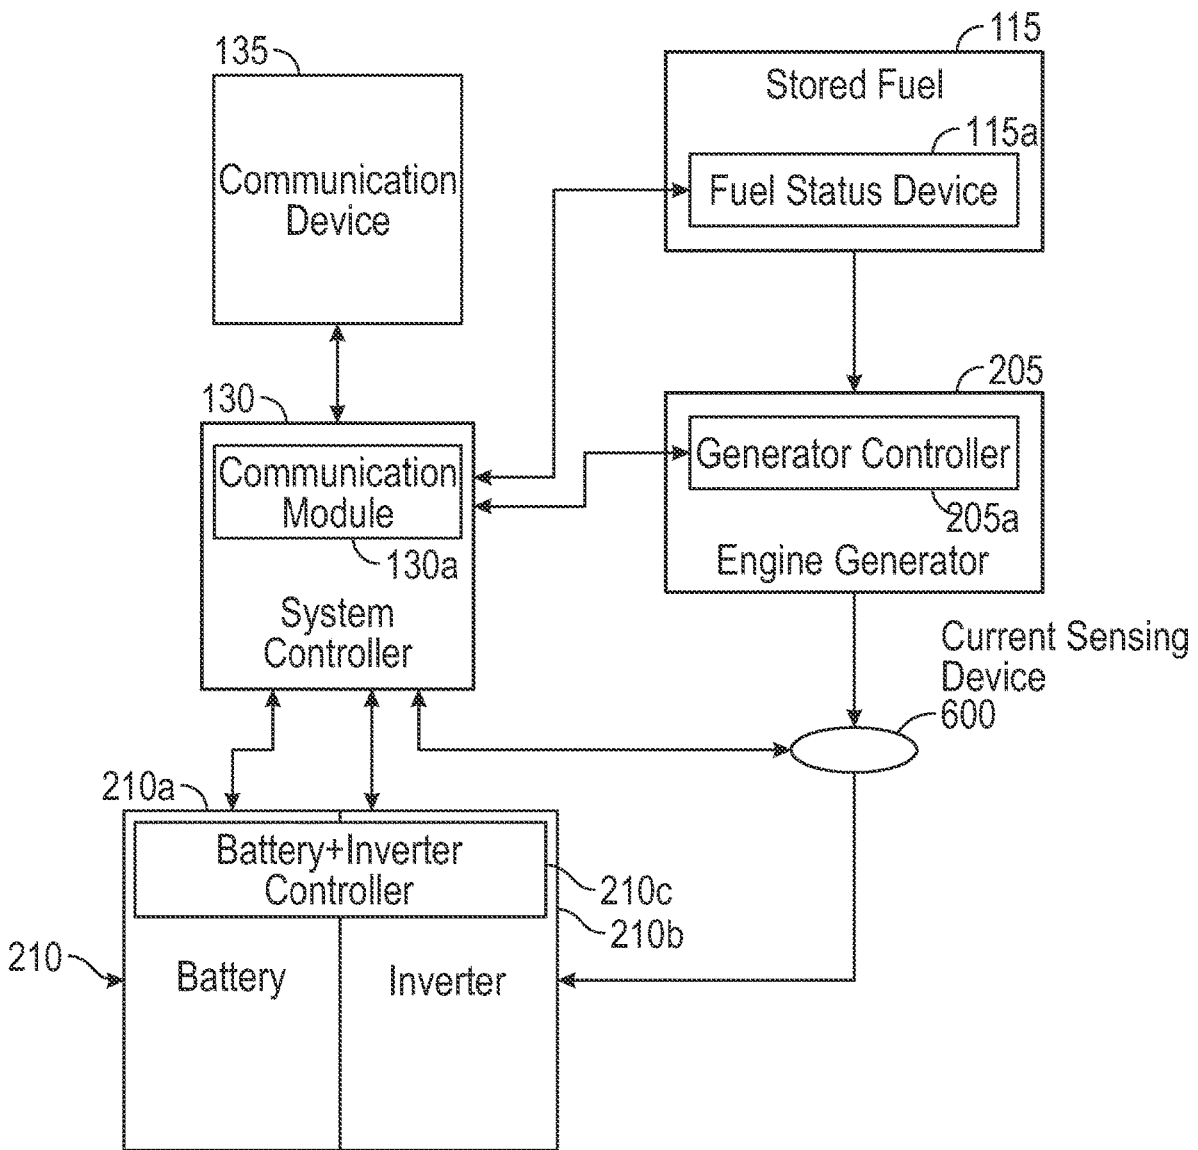 135
Communication
Device
115
Stored Fuel
115a
Fuel Status Device
130
Communication
Module
130a
System
Controller
205
Generator Controller
205a
Engine Generator
Current Sensing
Device
600
210a
Battery+Inverter
Controller
210c
210b
210
Battery
Inverter